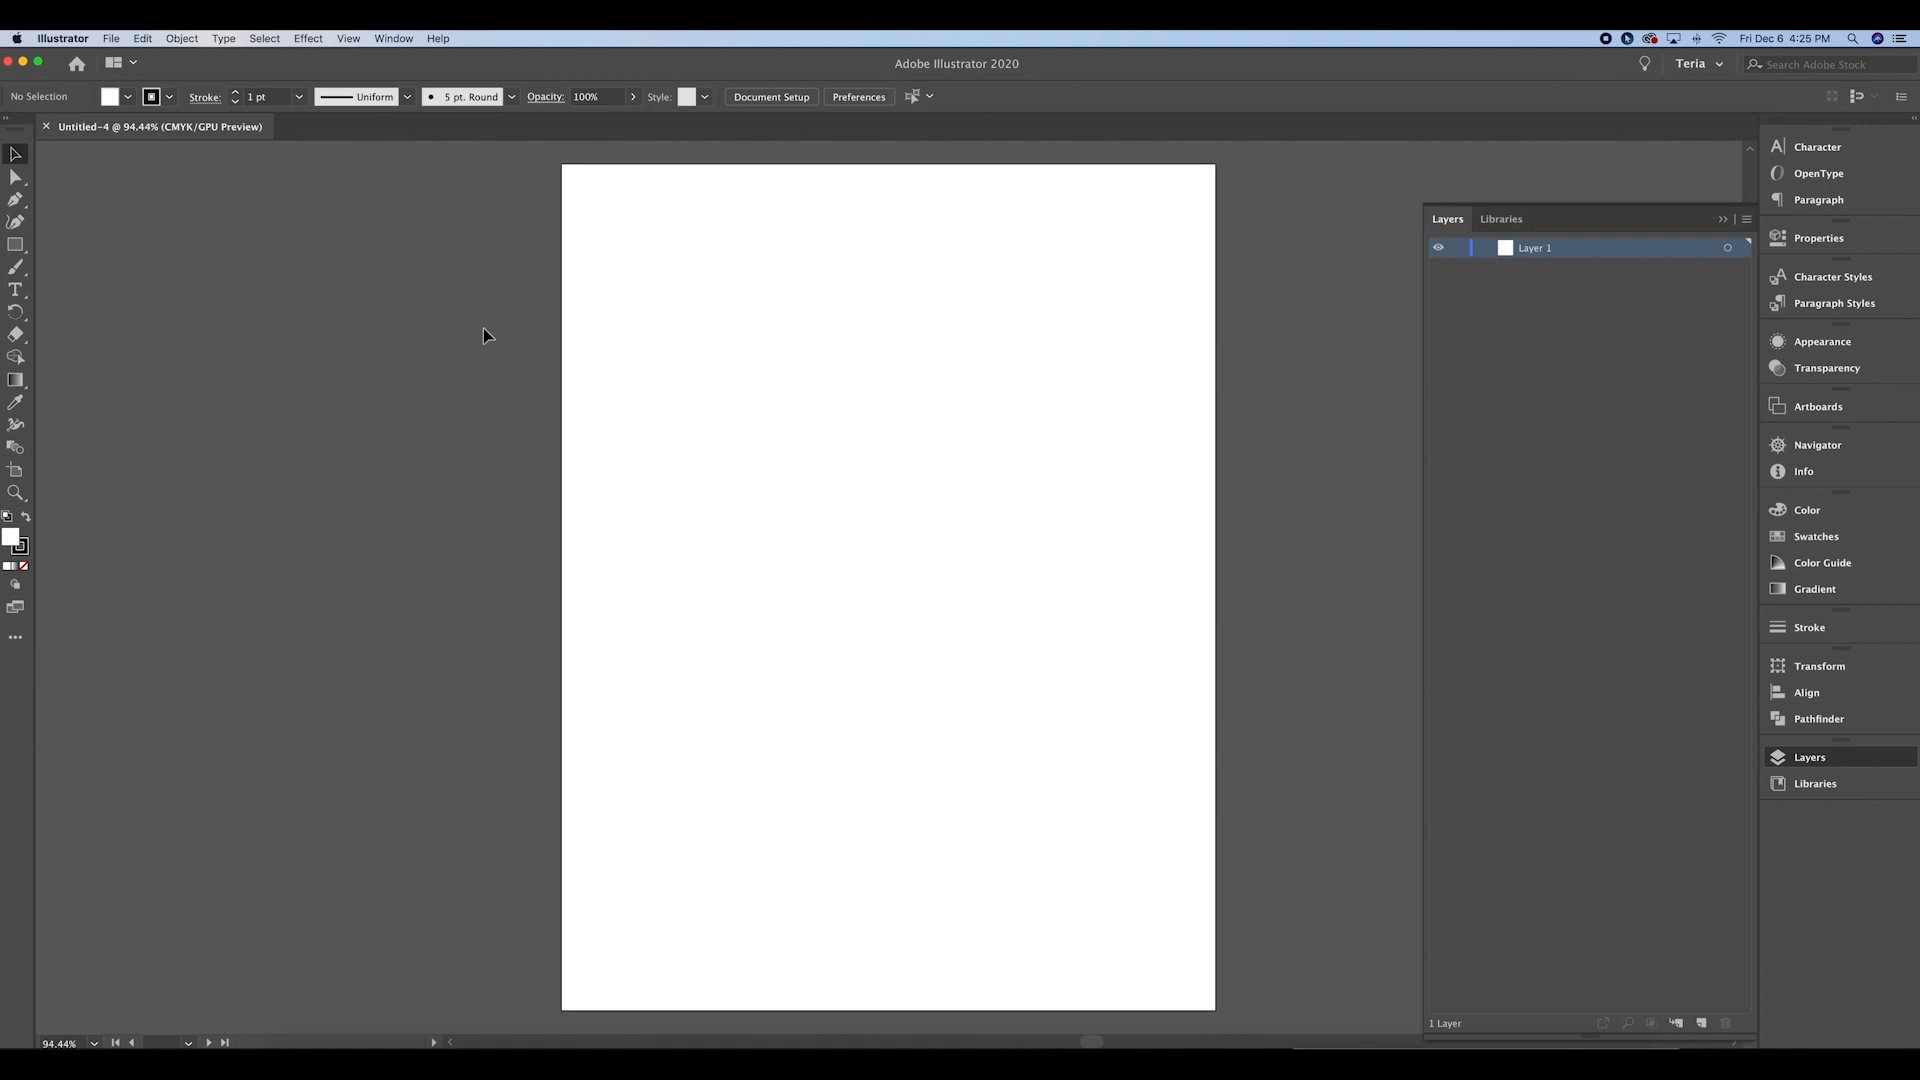 Illustrator File Edit Object Type Select Effect View Window Help Fri Dec 6 4:25 PM
Adobe Illustrator 2020 Teria Search Adobe Stock
No Selection Stroke: 1 pt Uniform 5 pt. Round Opacity: 100% Style: Document Setup Preferences
Untitled-4 @ 94.44% (CMYK/GPU Preview)
Character
OpenType
Paragraph
Layers Libraries
Properties
Layer 1
Character Styles
Paragraph Styles
Appearance
Transparency
Artboards
Navigator
Info
Color
Swatches
Color Guide
Gradient
Stroke
Transform
Align
Pathfinder
Layers
Libraries
1 Layer
94.44%